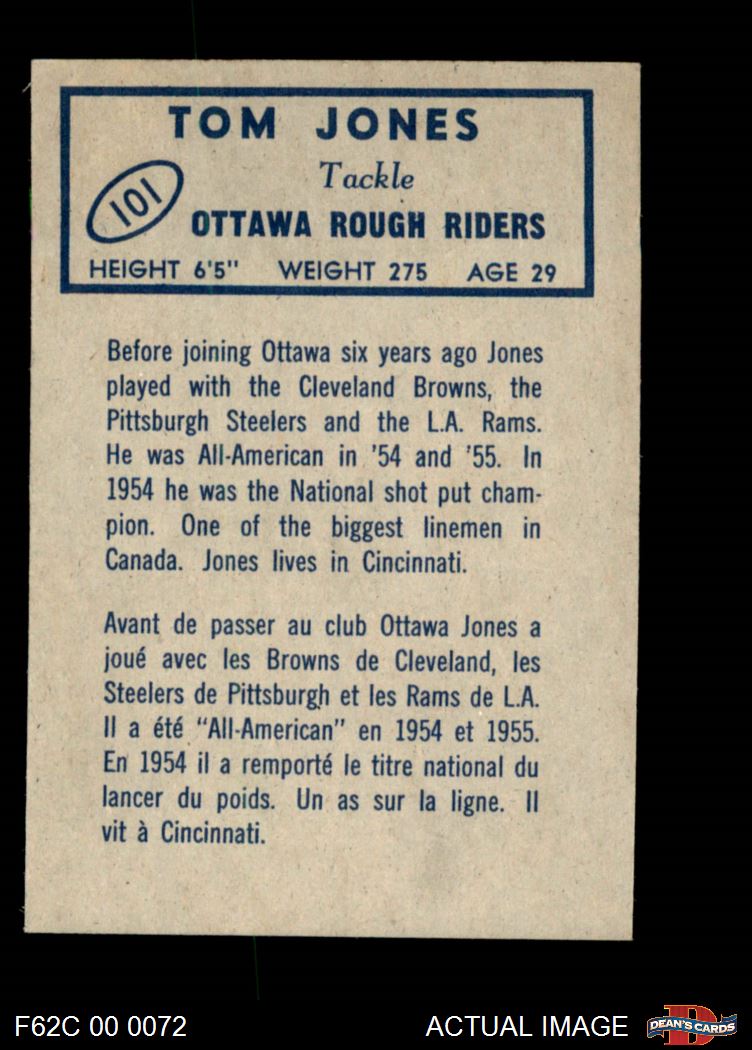 TOM JONES
Tackle
101
OTTAWA ROUGH RIDERS
HEIGHT 6'5" WEIGHT 275 AGE 29
Before joining Ottawa six years ago Jones
played with the Cleveland Browns, the
Pittsburgh Steelers and the L.A. Rams.
He was All-American in '54 and '55. In
1954 he was the National shot put cham-
pion. One of the biggest linemen in
Canada. Jones lives in Cincinnati.
Avant de passer au club Ottawa Jones a
joué avec les Browns de Cleveland, les
Steelers de Pittsburgh et les Rams de L.A.
Il a été "All-American" en 1954 et 1955.
En 1954 il a remporté le titre national du
lancer du poids. Un as sur la ligne. Il
vit à Cincinnati.
F62C 00 0072
ACTUAL IMAGE
D
DEAN'S CARDS